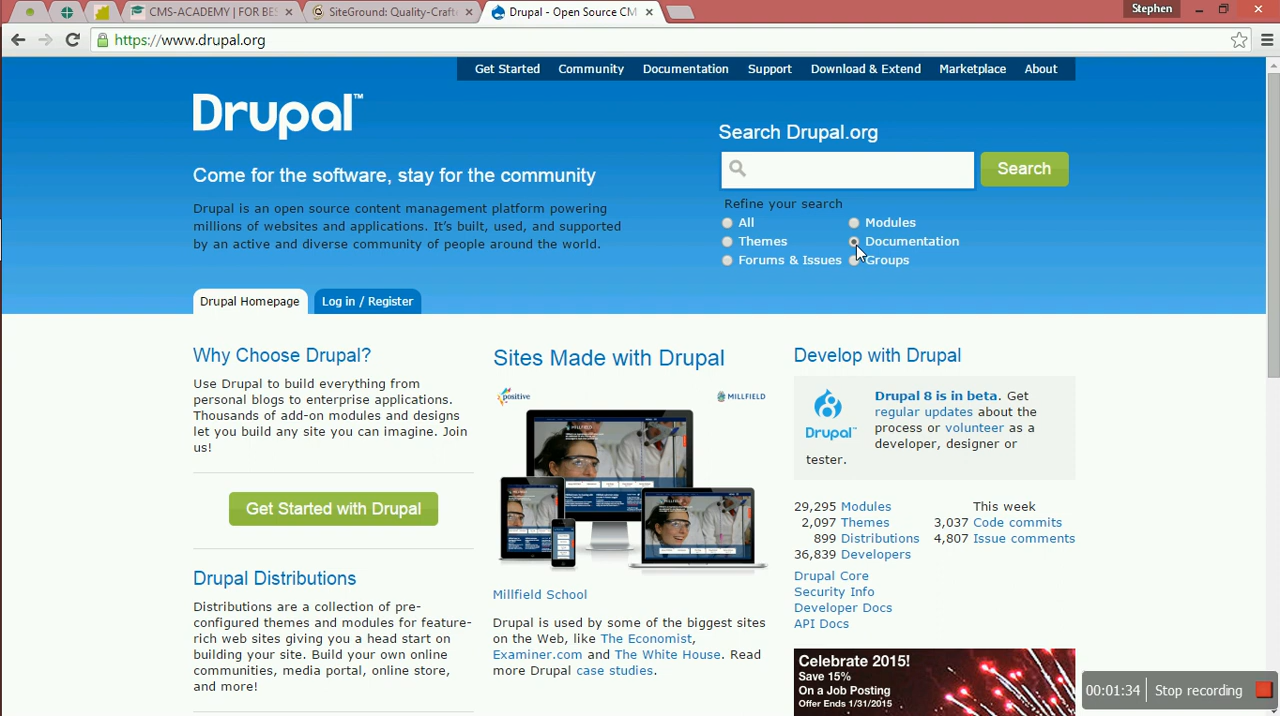 CMS-ACADEMY | FOR BES
SiteGround: Quality-Crafte
Drupal - Open Source CM
Stephen
https://www.drupal.org
Get Started
Community
Documentation
Support
Download & Extend
Marketplace
About
Drupal™
Come for the software, stay for the community
Drupal is an open source content management platform powering
millions of websites and applications. It's built, used, and supported
by an active and diverse community of people around the world.
Search Drupal.org
Search
Refine your search
All
Modules
Themes
Documentation
Forums & Issues
Groups
Drupal Homepage
Log in / Register
Why Choose Drupal?
Use Drupal to build everything from
personal blogs to enterprise applications.
Thousands of add-on modules and designs
let you build any site you can imagine. Join
us!
Get Started with Drupal
Drupal Distributions
Distributions are a collection of pre-
configured themes and modules for feature-
rich web sites giving you a head start on
building your site. Build your own online
communities, media portal, online store,
and more!
Sites Made with Drupal
positive
MILLFIELD
Millfield School
Drupal is used by some of the biggest sites
on the Web, like The Economist,
Examiner.com and The White House. Read
more Drupal case studies.
Develop with Drupal
Drupal™
Drupal 8 is in beta. Get
regular updates about the
process or volunteer as a
developer, designer or
tester.
29,295 Modules
2,097 Themes
899 Distributions
36,839 Developers
This week
3,037 Code commits
4,807 Issue comments
Drupal Core
Security Info
Developer Docs
API Docs
Celebrate 2015!
Save 15%
On a Job Posting
Offer Ends 1/31/2015
00:01:34
Stop recording